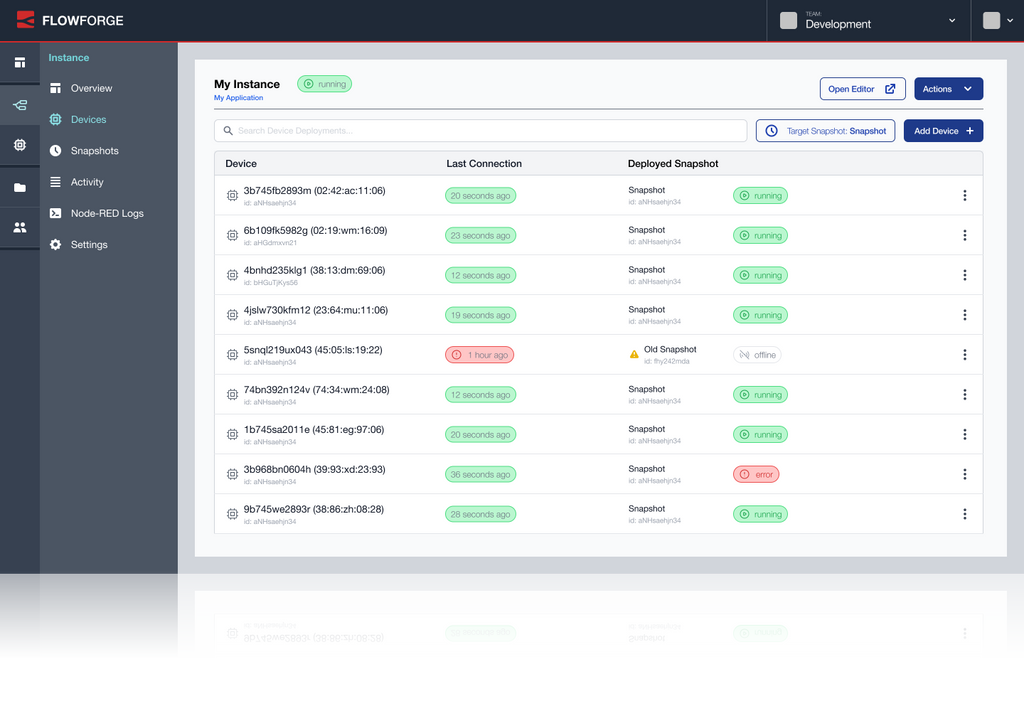 FLOWFORGE
TEAM:
Development
Instance
Overview
Devices
Snapshots
Activity
Node-RED Logs
Settings
My Instance
running
My Application
Open Editor
Actions
Search Device Deployments...
Target Snapshot: Snapshot
Add Device +
Device Last Connection Deployed Snapshot
3b745fb2893m (02:42:ac:11:06)
id: aNHsaehjn34
20 seconds ago
Snapshot
id: aNHsaehjn34
running
6b109fk5982g (02:19:wm:16:09)
id: aHGdmxvn21
23 seconds ago
Snapshot
id: aNHsaehjn34
running
4bnhd235klg1 (38:13:dm:69:06)
id: bHGuTjKys56
12 seconds ago
Snapshot
id: aNHsaehjn34
running
4jslw730kfm12 (23:64:mu:11:06)
id: aNHsaehjn34
19 seconds ago
Snapshot
id: aNHsaehjn34
running
5snql219ux043 (45:05:ls:19:22)
id: aNHsaehjn34
1 hour ago
Old Snapshot
id: fhy242mda
offline
74bn392n124v (74:34:wm:24:08)
id: aNHsaehjn34
12 seconds ago
Snapshot
id: aNHsaehjn34
running
1b745sa2011e (45:81:eg:97:06)
id: aNHsaehjn34
20 seconds ago
Snapshot
id: aNHsaehjn34
running
3b968bn0604h (39:93:xd:23:93)
id: aNHsaehjn34
36 seconds ago
Snapshot
id: aNHsaehjn34
error
9b745we2893r (38:86:zh:08:28)
id: aNHsaehjn34
28 seconds ago
Snapshot
id: aNHsaehjn34
running